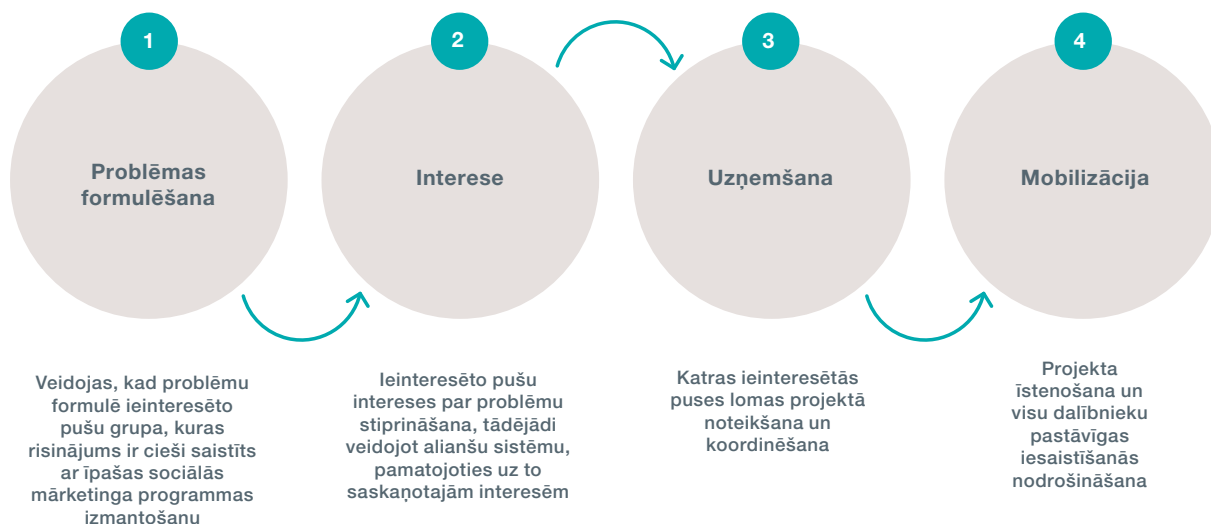 1
Problēmas
formulēšana
Veidojas, kad problēmu
formulē ieinteresēto
pušu grupa, kuras
risinājums ir cieši saistīts
ar īpašas sociālās
mārketinga programmas
izmantošanu
2
Interese
Ieinteresēto pušu
intereses par problēmu
stiprināšana, tādējādi
veidojot alianšu sistēmu,
pamatojoties uz to
saskaņotajām interesēm
3
Uzņemšana
Katras ieinteresētās
puses lomas projektā
noteikšana un
koordinēšana
4
Mobilizācija
Projekta
īstenošana un
visu dalībnieku
pastāvīgas
iesaistīšanās
nodrošināšana